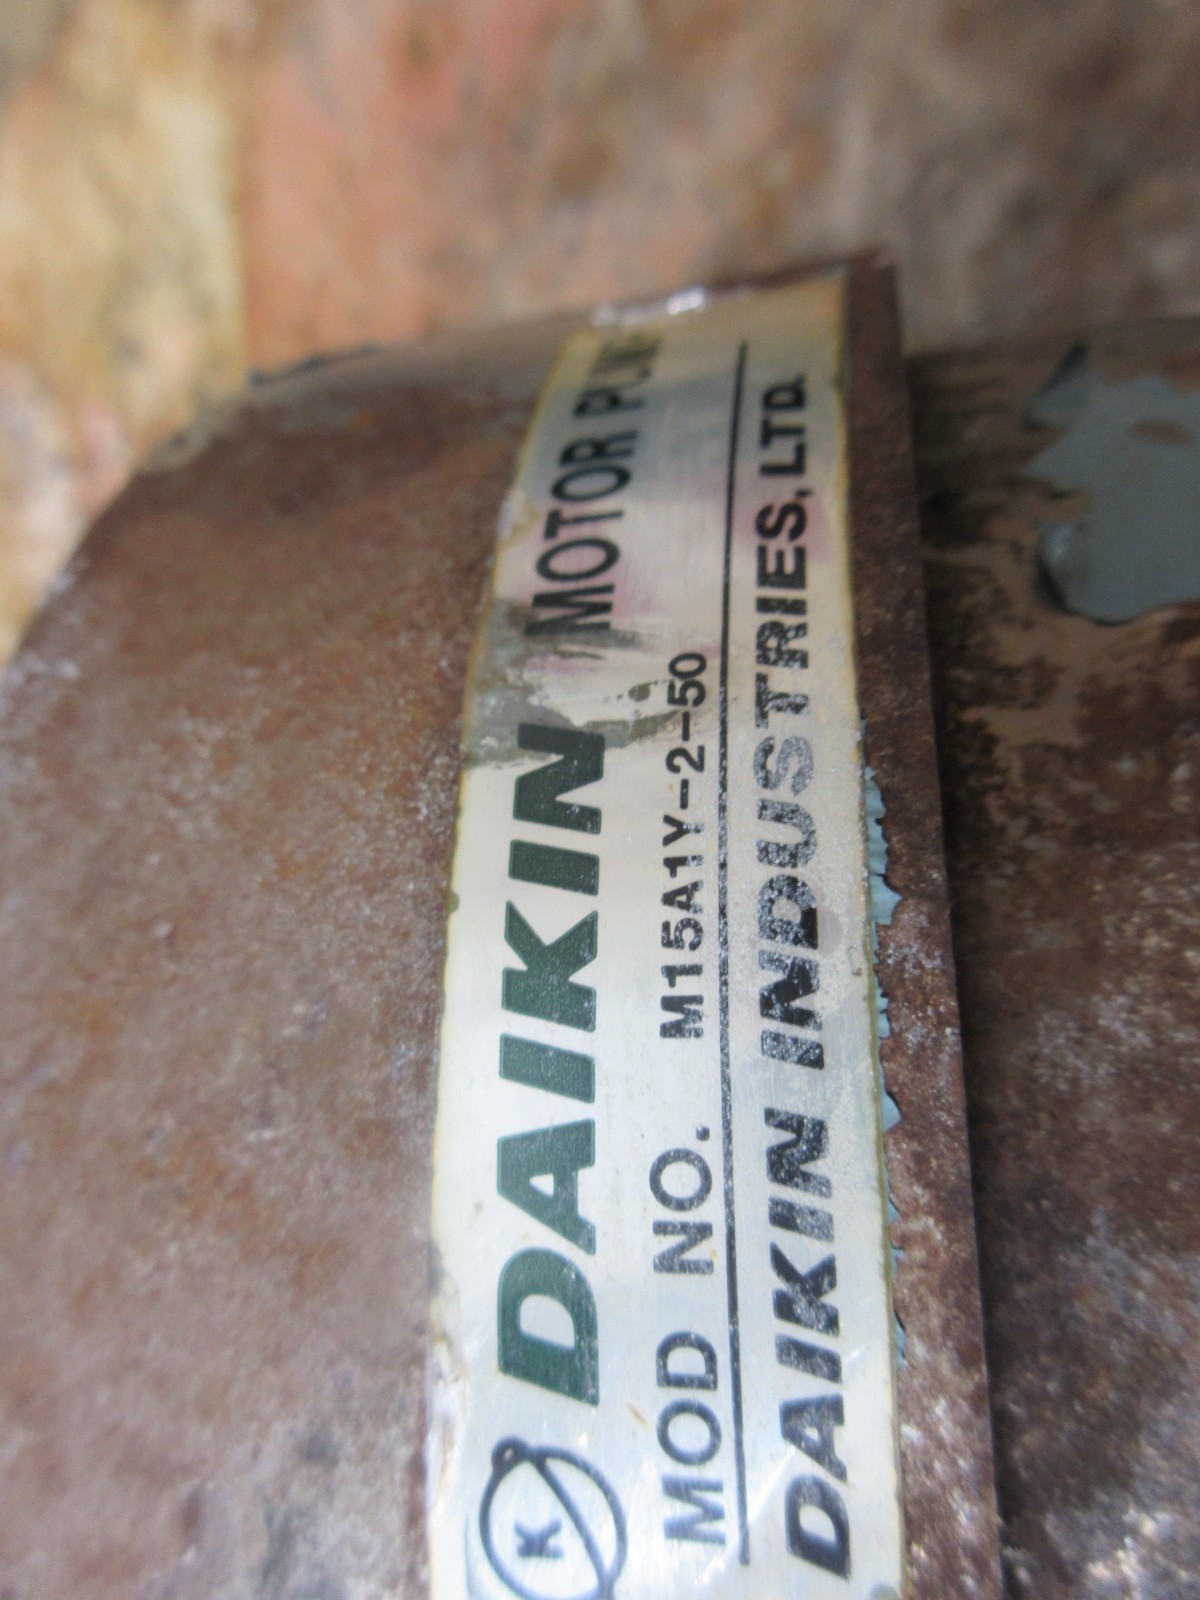 K DAIKIN MOTOR PUMP
MOD NO. M15A1Y-2-50
DAIKIN INDUSTRIES, LTD.